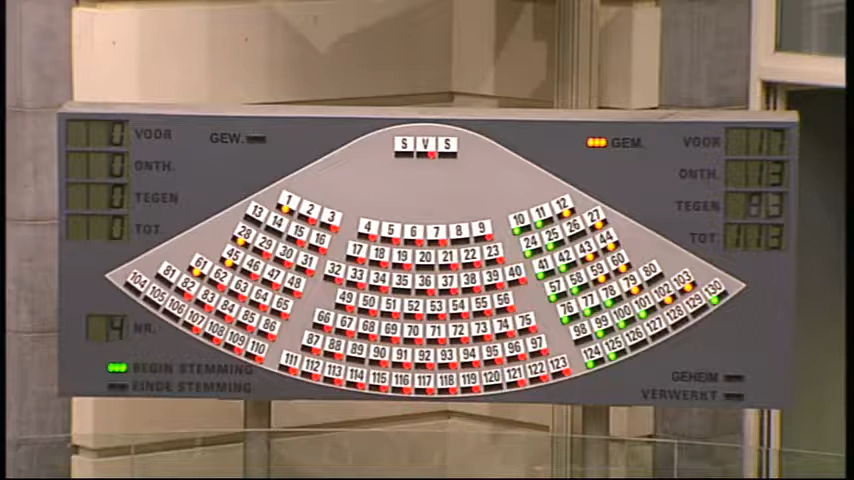 VOOR GEW. S V S GEM. VOOR
ONTH. ONTH.
TEGEN TEGEN
TOT. TOT.
1 2 3 4 5 6 7 8 9 10 11 12
13 14 15 16 17 18 19 20 21 22 23 24 25 26 27
28 29 30 31 32 33 34 35 36 37 38 39 40 41 42 43 44
45 46 47 48 49 50 51 52 53 54 55 56 57 58 59 60
61 62 63 64 65 66 67 68 69 70 71 72 73 74 75 76 77 78 79 80
81 82 83 84 85 86 87 88 89 90 91 92 93 94 95 96 97 98 99 100 101 102 103
104 105 106 107 108 109 110 111 112 113 114 115 116 117 118 119 120 121 122 123 124 125 126 127 128 129 130
4 NR.
BEGIN STEMMING GEHEIM
EINDE STEMMING VERWERKT